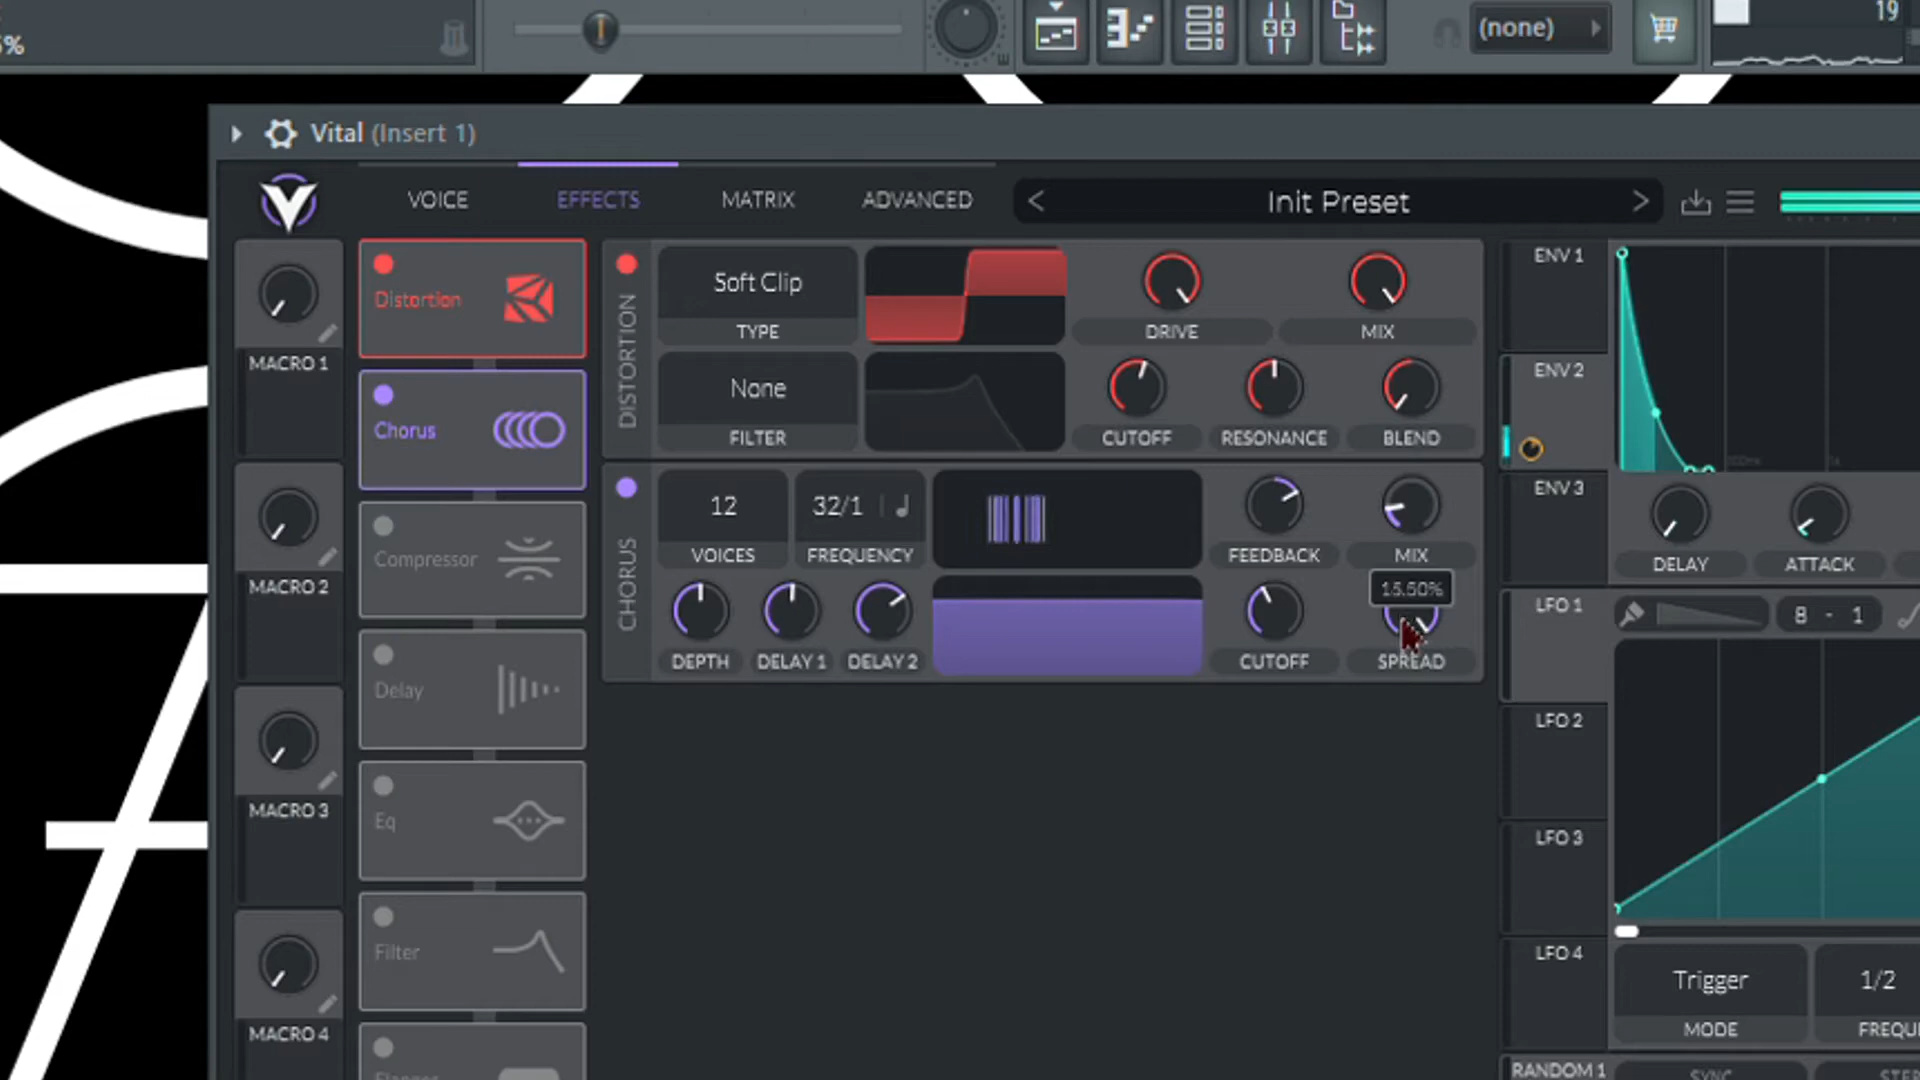 5%
(none)
19
Vital (Insert 1)
VOICE EFFECTS MATRIX ADVANCED
< Init Preset >
MACRO 1
MACRO 2
MACRO 3
MACRO 4
Distortion
Chorus
Compressor
Delay
Eq
Filter
DISTORTION
Soft Clip
TYPE
DRIVE MIX
None
FILTER
CUTOFF RESONANCE BLEND
CHORUS
12 32/1
VOICES FREQUENCY
FEEDBACK MIX
15.50%
DEPTH DELAY 1 DELAY 2
CUTOFF SPREAD
ENV 1
ENV 2
ENV 3
DELAY ATTACK
LFO 1
8 - 1
LFO 2
LFO 3
LFO 4
Trigger 1/2
MODE FREQU
RANDOM 1 SYNC